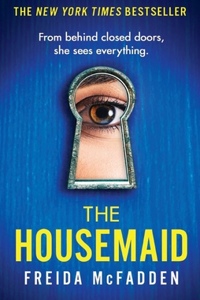 THE NEW YORK TIMES BESTSELLER
From behind closed doors,
she sees everything.
THE
HOUSEMAID
FREIDA McFADDEN